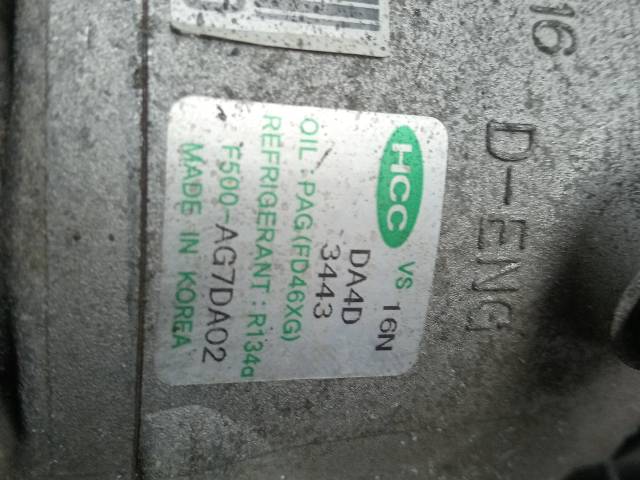 16
D-ENG
HCC VS 16N
DA4D
3443
OIL : PAG(FD46XG)
REFRIGERANT : R134a
F500-AG7DA02
MADE IN KOREA